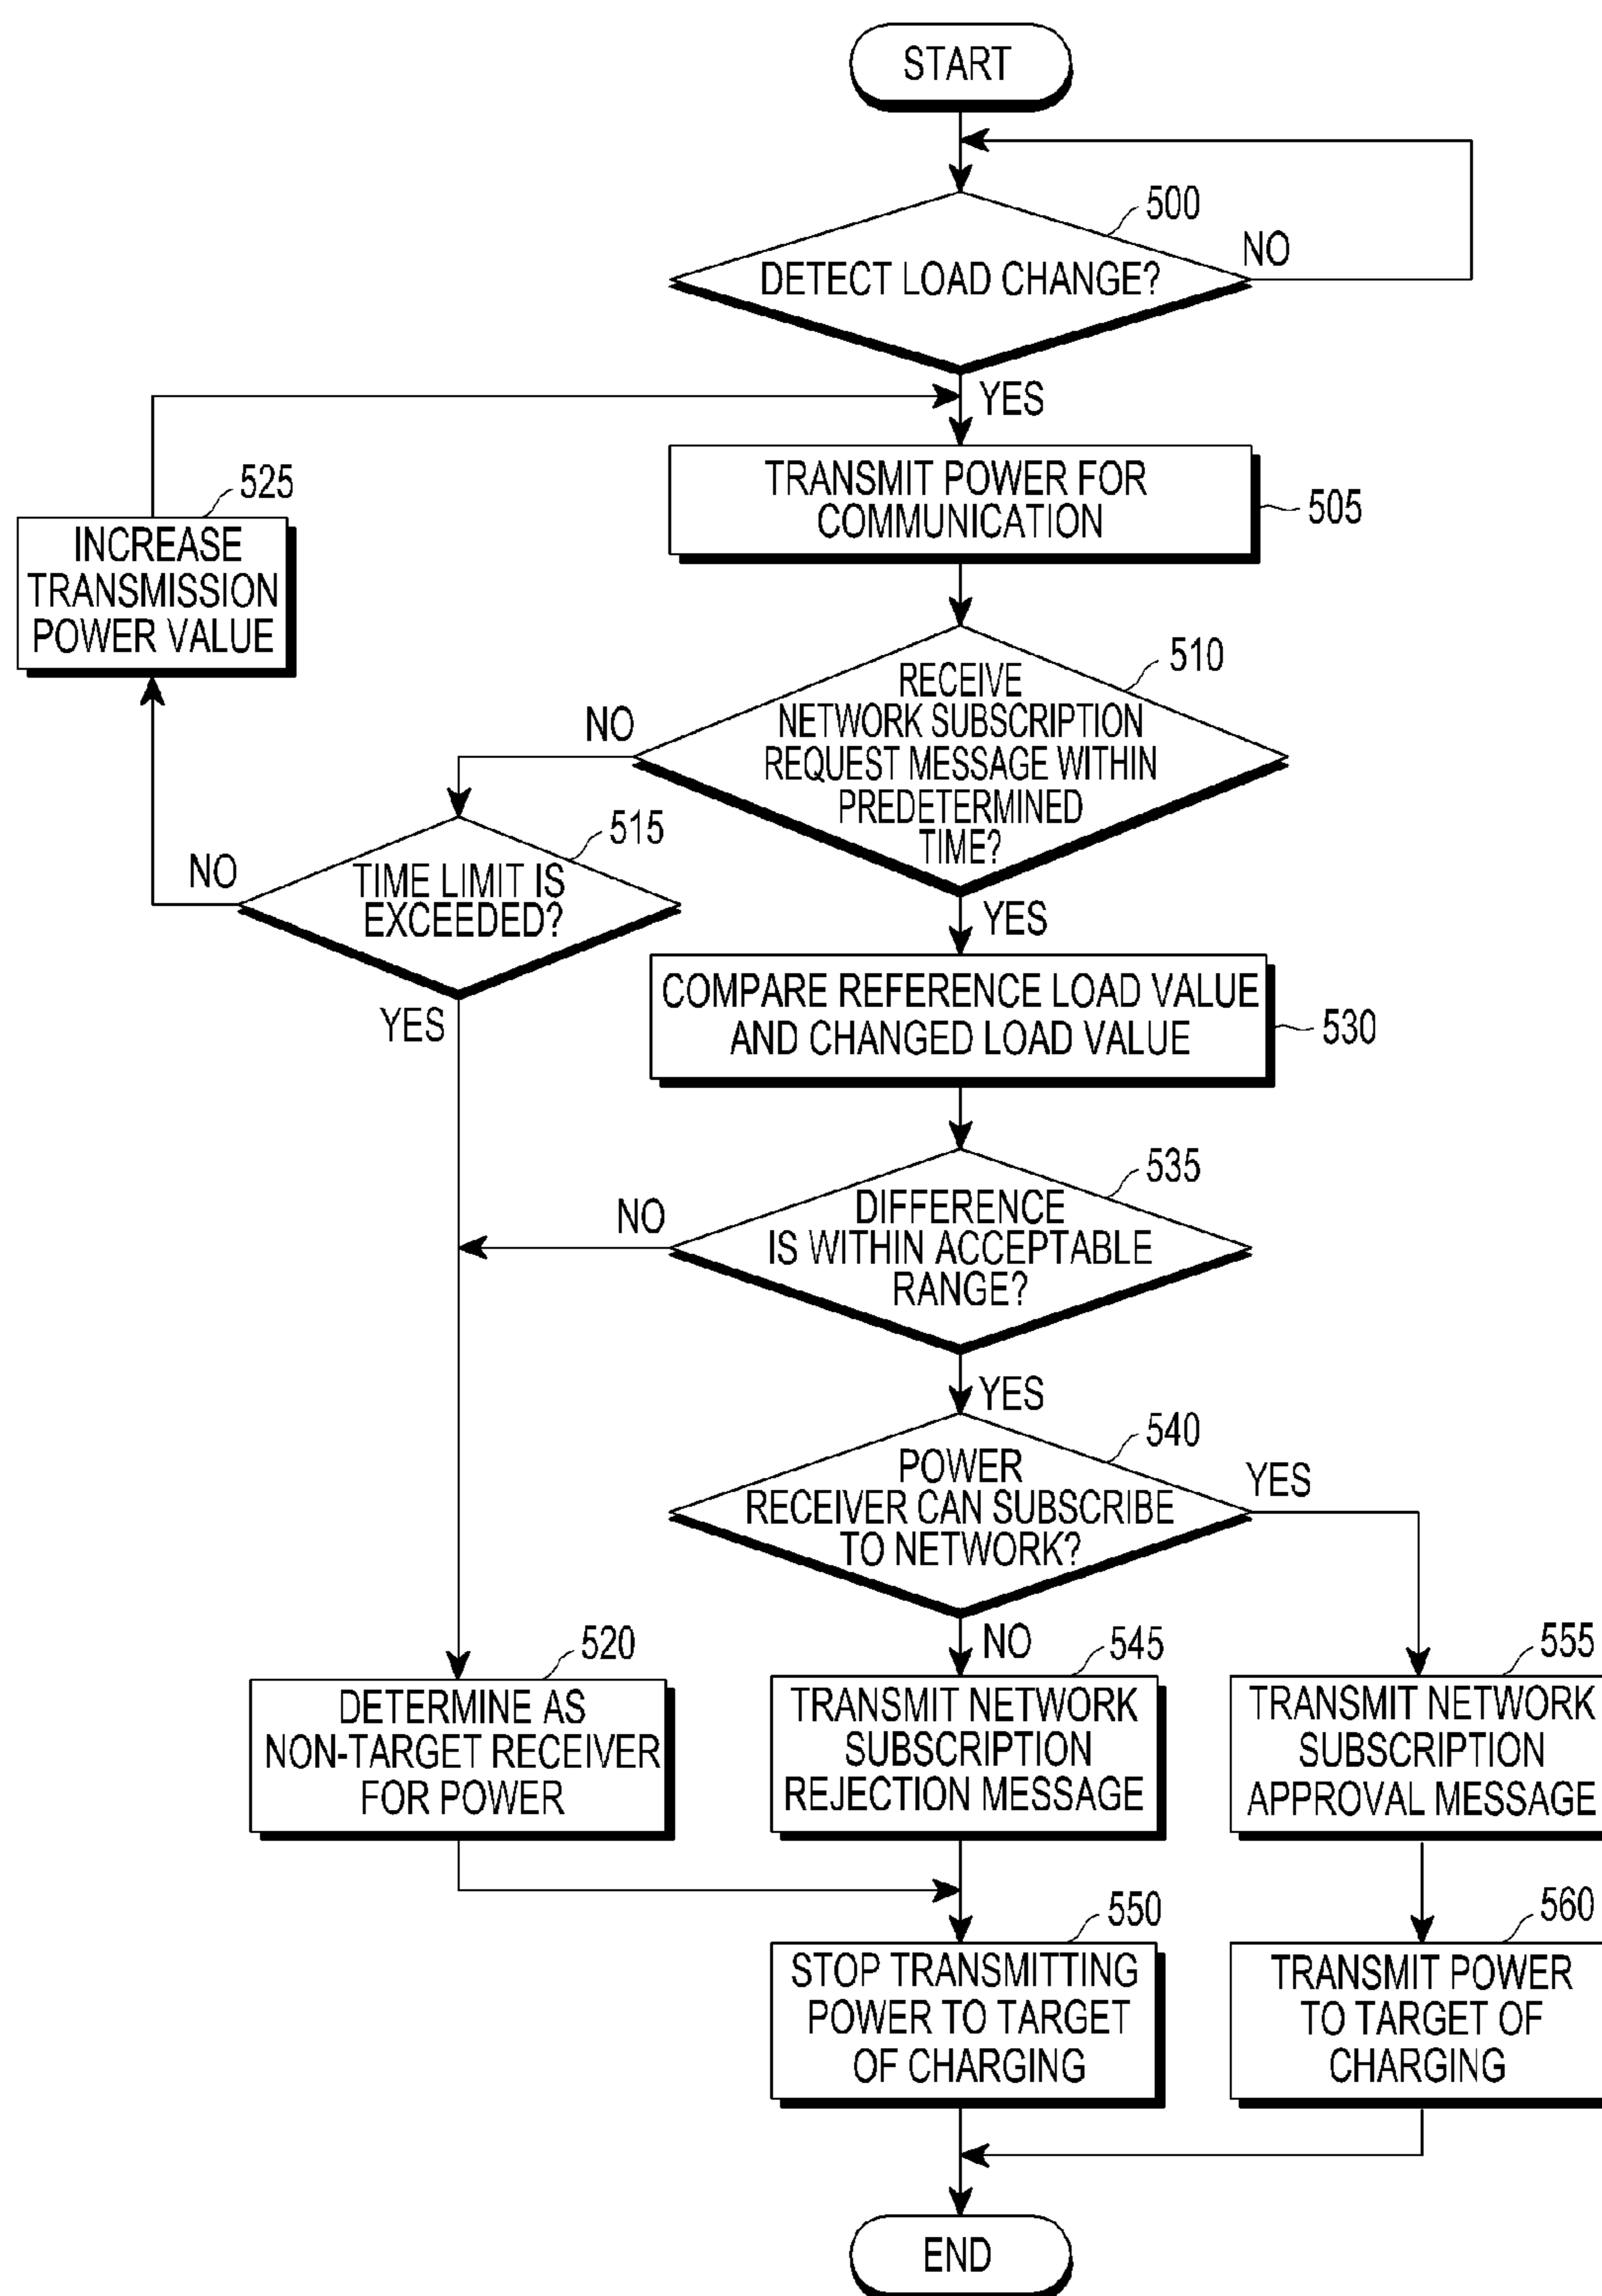 START
500
DETECT LOAD CHANGE?
NO
YES
TRANSMIT POWER FOR
COMMUNICATION
505
525
INCREASE
TRANSMISSION
POWER VALUE
510
RECEIVE
NETWORK SUBSCRIPTION
REQUEST MESSAGE WITHIN
PREDETERMINED
TIME?
NO
515
TIME LIMIT IS
EXCEEDED?
NO
YES
YES
COMPARE REFERENCE LOAD VALUE
AND CHANGED LOAD VALUE
530
535
DIFFERENCE
IS WITHIN ACCEPTABLE
RANGE?
NO
YES
540
POWER
RECEIVER CAN SUBSCRIBE
TO NETWORK?
YES
NO
520
DETERMINE AS
NON-TARGET RECEIVER
FOR POWER
545
TRANSMIT NETWORK
SUBSCRIPTION
REJECTION MESSAGE
555
TRANSMIT NETWORK
SUBSCRIPTION
APPROVAL MESSAGE
550
STOP TRANSMITTING
POWER TO TARGET
OF CHARGING
560
TRANSMIT POWER
TO TARGET OF
CHARGING
END